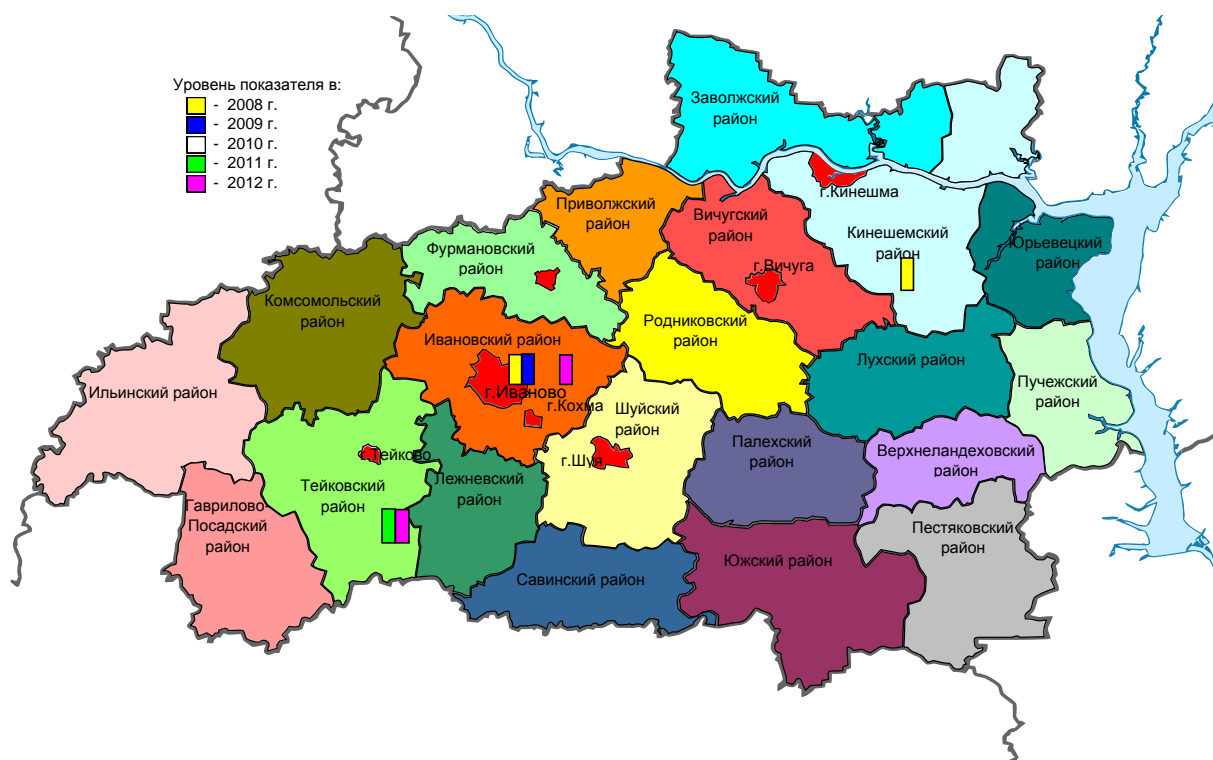 Уровень показателя в:
- 2008 г.
- 2009 г.
- 2010 г.
- 2011 г.
- 2012 г.
Заволжский
район
г.Кинешма
Приволжский
район
Вичугский
район
Кинешемский
район
Юрьевецкий
район
Фурмановский
район
г.Вичуга
Комсомольский
район
Родниковский
район
Ивановский район
Лухский район
Ильинский район
г.Иваново
г.Кохма
Шуйский
район
Пучежский
район
г.Тейково
г.Шуя
Палехский
район
Верхнеландеховский
район
Тейковский
район
Лежневский
район
Гаврилово-
Посадский
район
Пестяковский
район
Савинский район
Южский район